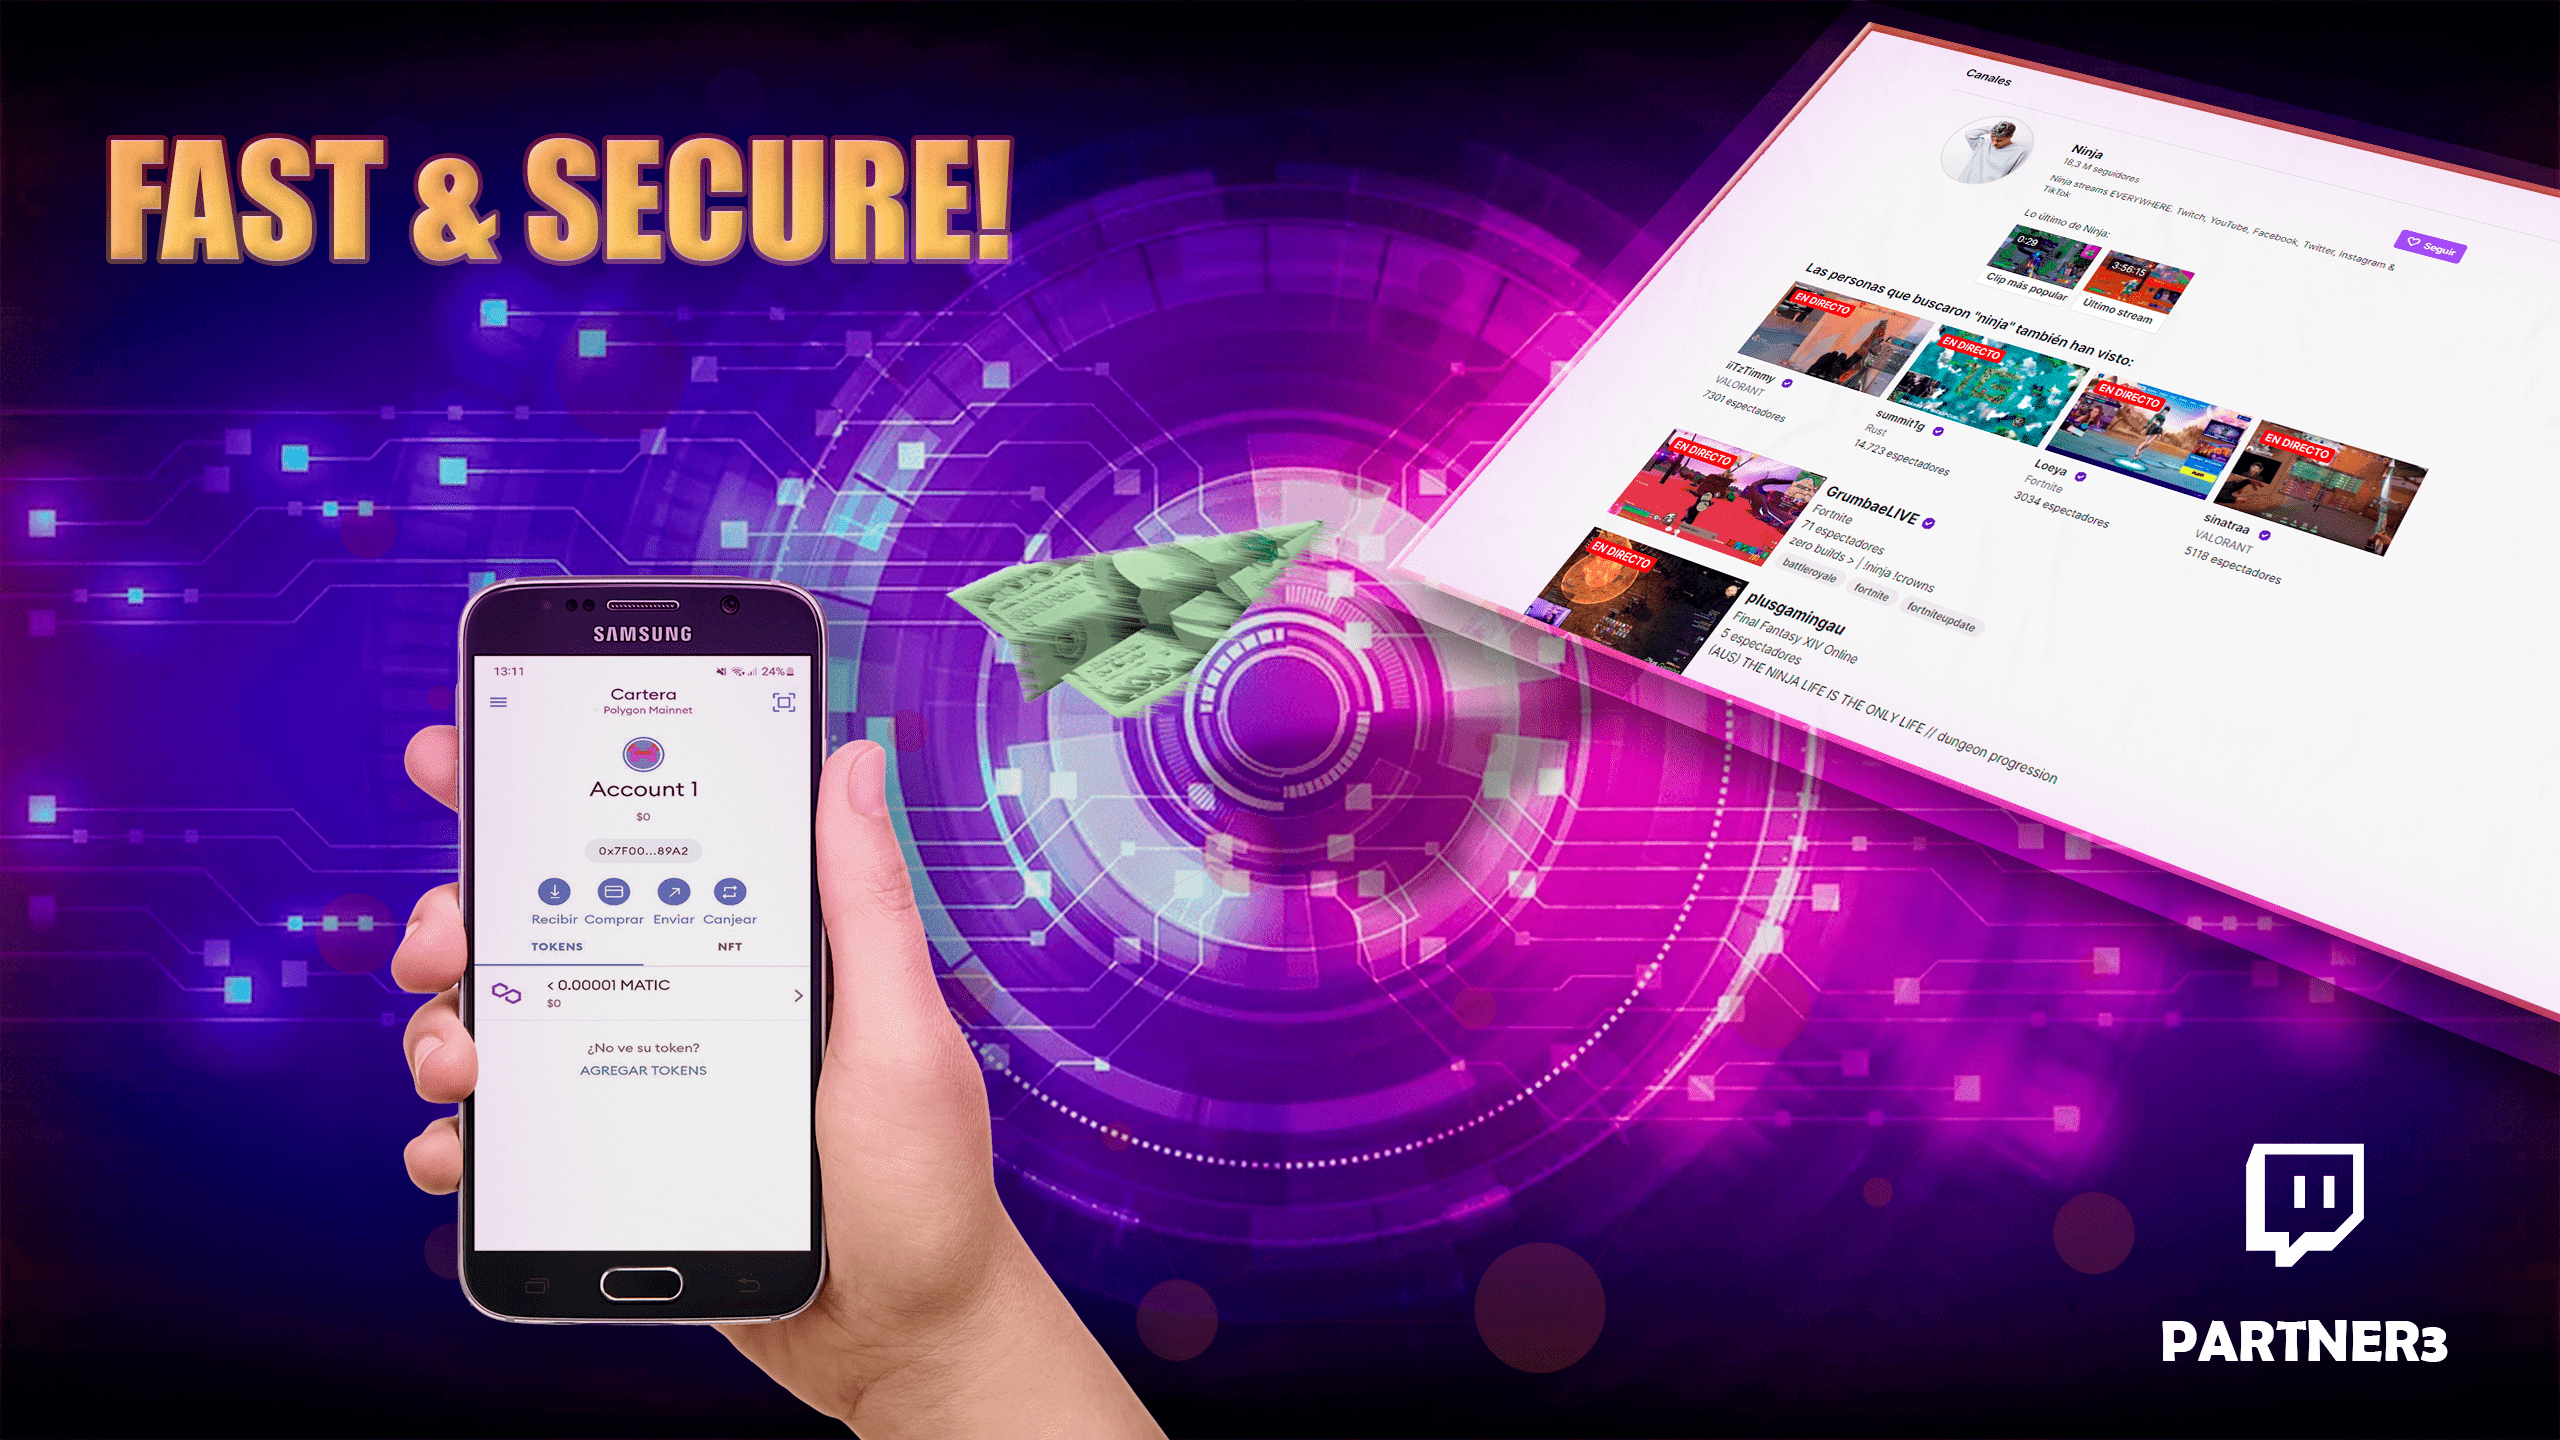 FAST & SECURE!
Canales
Ninja
18,3 M seguidores
Ninja streams EVERYWHERE. Twitch, YouTube, Facebook, Twitter, Instagram &
TikTok
Seguir
Lo último de Ninja:
0:29
Clip más popular
3:56:15
Último stream
Las personas que buscaron "ninja" también han visto:
EN DIRECTO
iiTzTimmy
VALORANT
7301 espectadores
EN DIRECTO
summit1g
Rust
14.723 espectadores
EN DIRECTO
Loeya
Fortnite
3034 espectadores
EN DIRECTO
sinatraa
VALORANT
5118 espectadores
EN DIRECTO
GrumbaeLIVE
Fortnite
71 espectadores
zero builds > | !ninja !crowns
battleroyale fortnite fortniteupdate
EN DIRECTO
plusgamingau
Final Fantasy XIV Online
5 espectadores
(AUS) THE NINJA LIFE IS THE ONLY LIFE // dungeon progression
SAMSUNG
13:11 24%
Cartera
Polygon Mainnet
Account 1
$0
0x7F00...89A2
Recibir Comprar Enviar Canjear
TOKENS NFT
< 0.00001 MATIC
$0
¿No ve su token?
AGREGAR TOKENS
PARTNER3